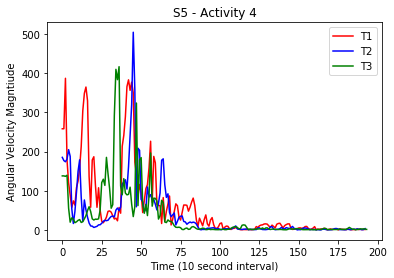 S5 - Activity 4
T1
T2
T3
Angular Velocity Magntiude
500
400
300
200
100
0
0 25 50 75 100 125 150 175 200
Time (10 second interval)